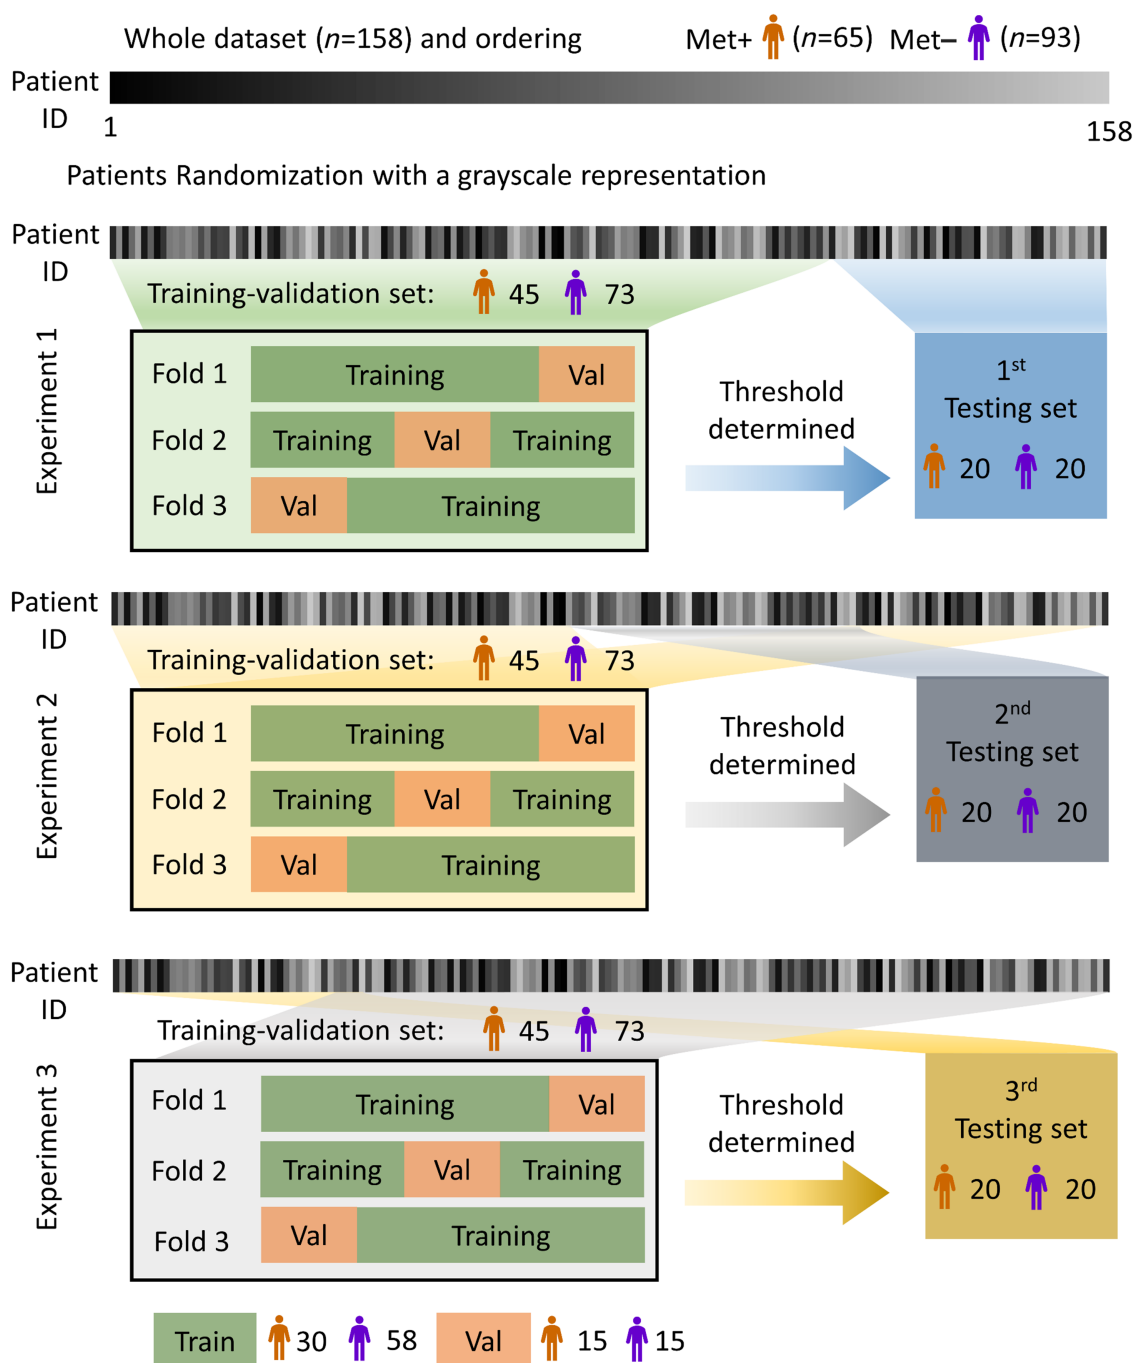 Whole dataset (n=158) and ordering Met+ (n=65) Met– (n=93)
Patient
ID
1 158
Patients Randomization with a grayscale representation
Patient
ID
Training-validation set: 45 73
Experiment 1
Fold 1 Training Val
Fold 2 Training Val Training
Fold 3 Val Training
Threshold
determined
1st
Testing set
20 20
Patient
ID
Training-validation set: 45 73
Experiment 2
Fold 1 Training Val
Fold 2 Training Val Training
Fold 3 Val Training
Threshold
determined
2nd
Testing set
20 20
Patient
ID
Training-validation set: 45 73
Experiment 3
Fold 1 Training Val
Fold 2 Training Val Training
Fold 3 Val Training
Threshold
determined
3rd
Testing set
20 20
Train 30 58 Val 15 15